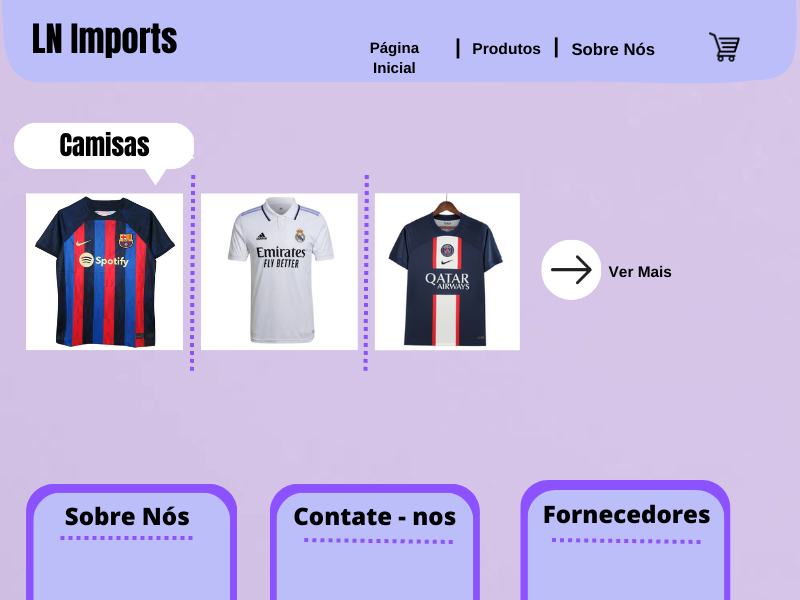 LN Imports
Página
Inicial
Produtos
Sobre Nós
Camisas
Spotify
Emirates
FLY BETTER
QATAR
AIRWAYS
Ver Mais
Sobre Nós
Contate - nos
Fornecedores